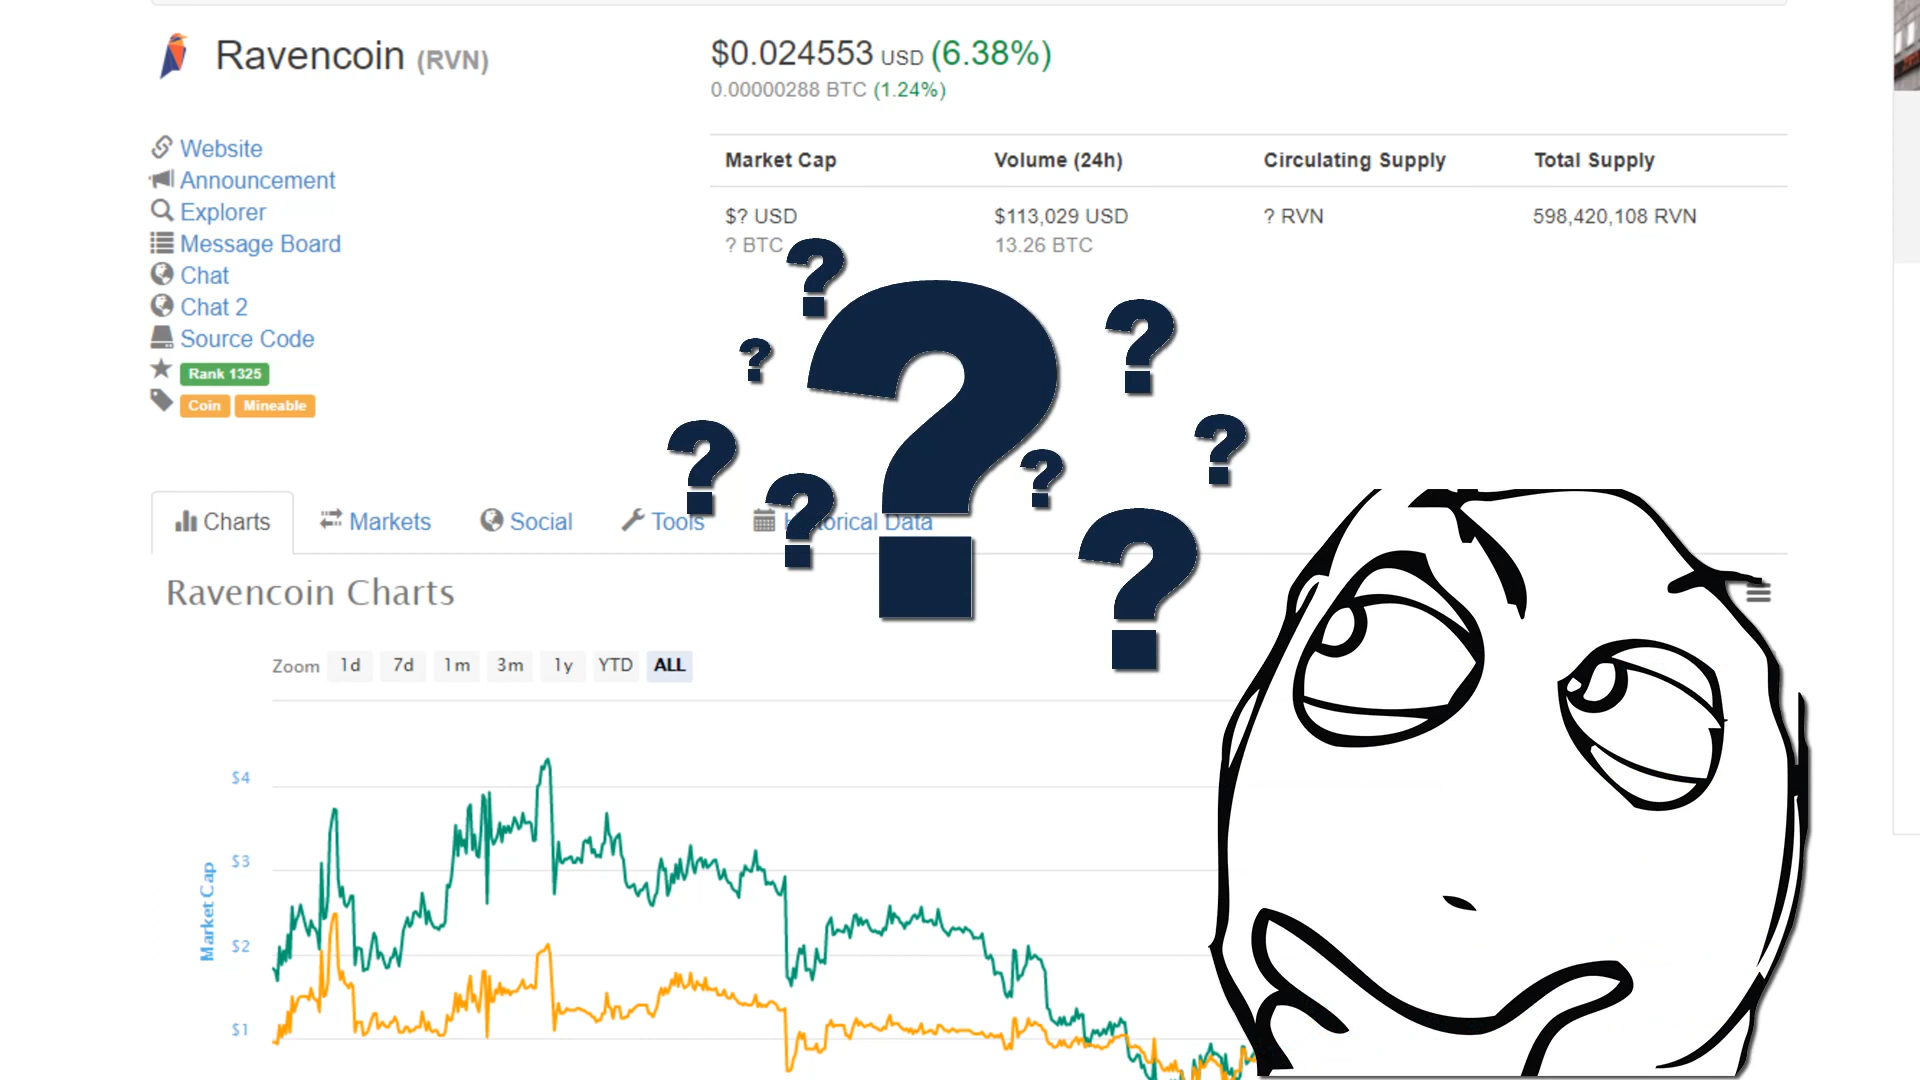 Ravencoin (RVN)
$0.024553 USD (6.38%)
0.00000288 BTC (1.24%)
Website
Announcement
Explorer
Message Board
Chat
Chat 2
Source Code
Rank 1325
Coin Mineable
Market Cap Volume (24h) Circulating Supply Total Supply
$? USD $113,029 USD ? RVN 598,420,108 RVN
? BTC 13.26 BTC
? ? ? ? ? ? ? ? ? ?
Charts Markets Social Tools Data
Ravencoin Charts
Zoom 1d 7d 1m 3m 1y YTD ALL
$4
$3
$2
$1
Market Cap